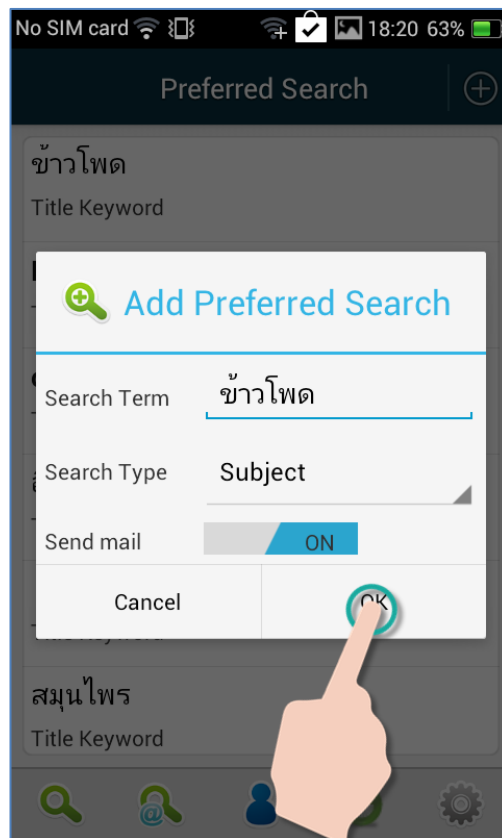 No SIM card 18:20 63%
Preferred Search
ข้าวโพด
Title Keyword
Add Preferred Search
Search Term ข้าวโพด
Search Type Subject
Send mail ON
Cancel OK
Title Keyword
สมุนไพร
Title Keyword